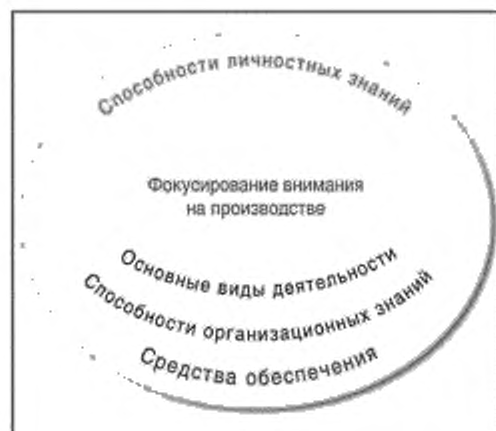 Способности личностных знаний
Фокусирование внимания
на производстве
Основные виды деятельности
Способности организационных знаний
Средства обеспечения